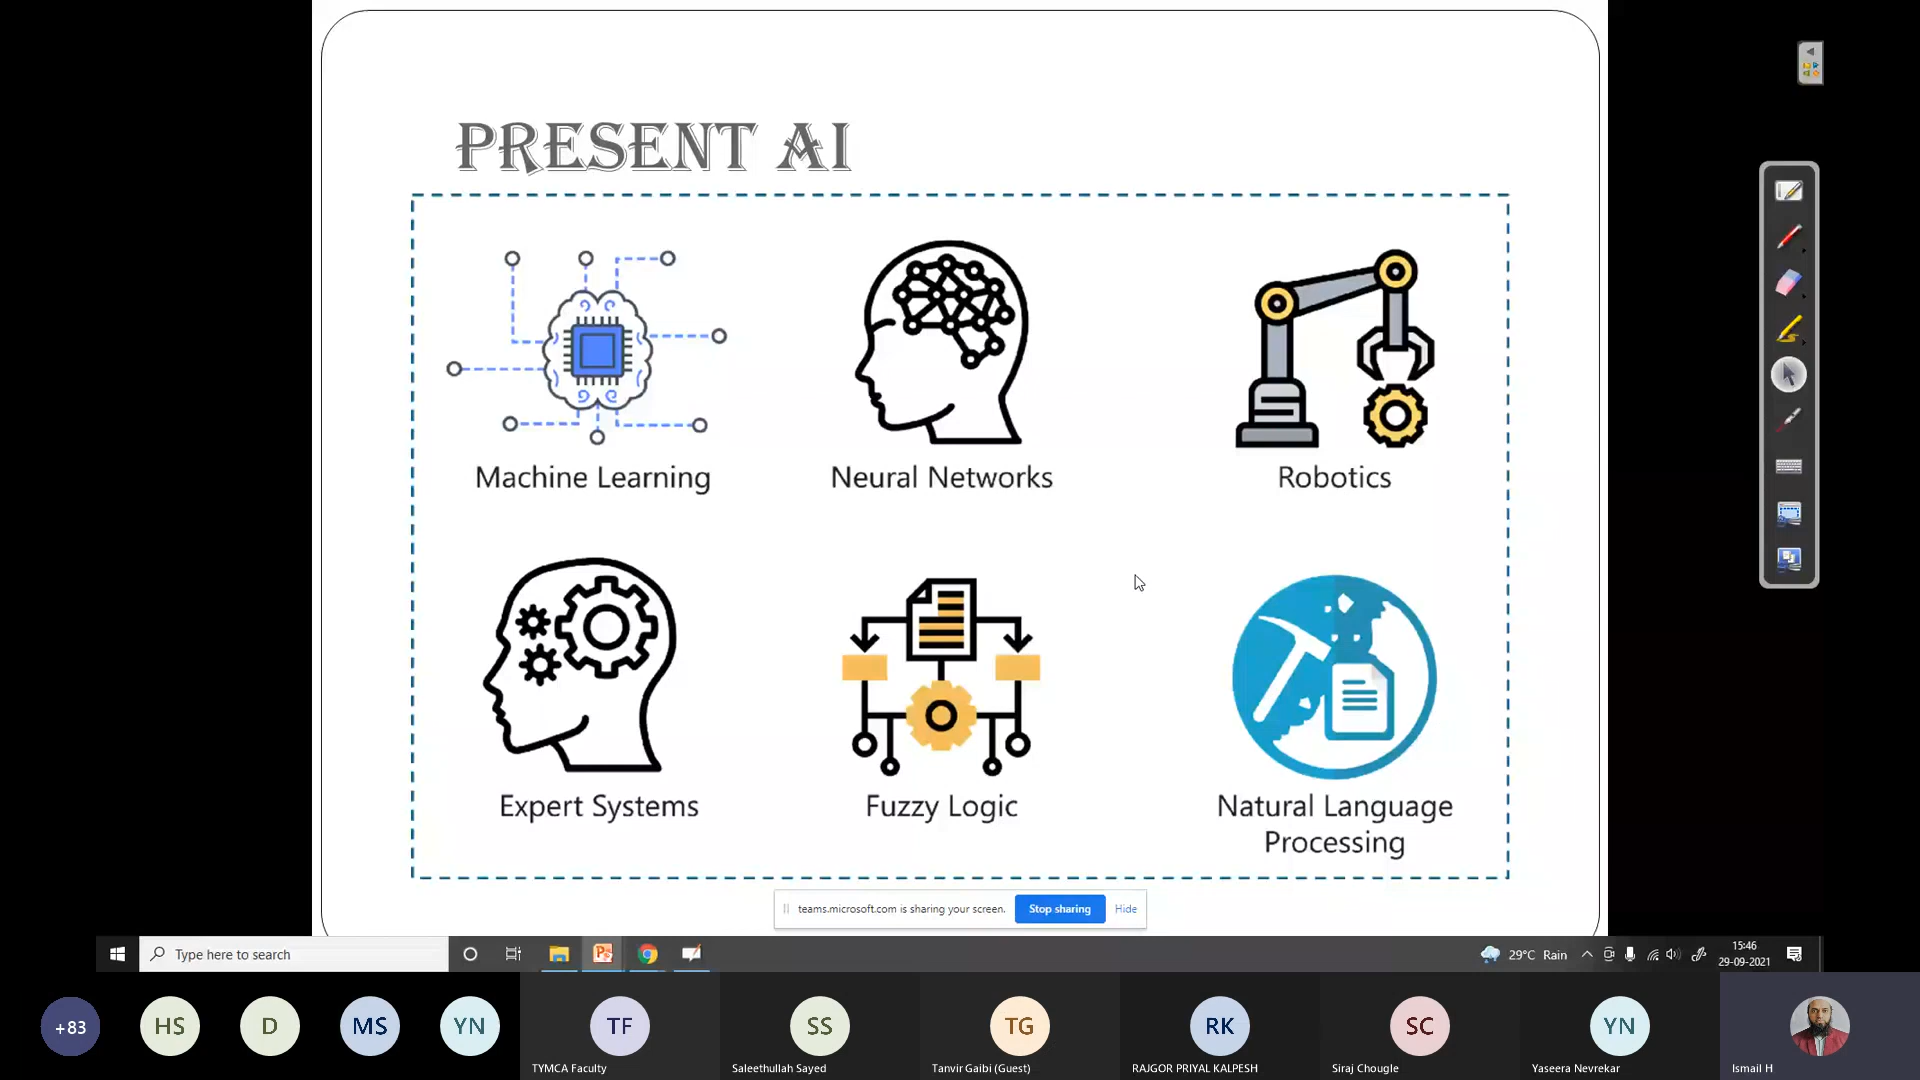 PRESENT AI
Machine Learning
Neural Networks
Robotics
Expert Systems
Fuzzy Logic
Natural Language
Processing
teams.microsoft.com is sharing your screen.
Stop sharing
Hide
Type here to search
29°C Rain
15:46
29-09-2021
+83
HS
D
MS
YN
TF
SS
TG
RK
SC
YN
TYMCA Faculty
Saleethullah Sayed
Tanvir Gaibi (Guest)
RAJGOR PRIYAL KALPESH
Siraj Chougle
Yaseera Nevrekar
Ismail H